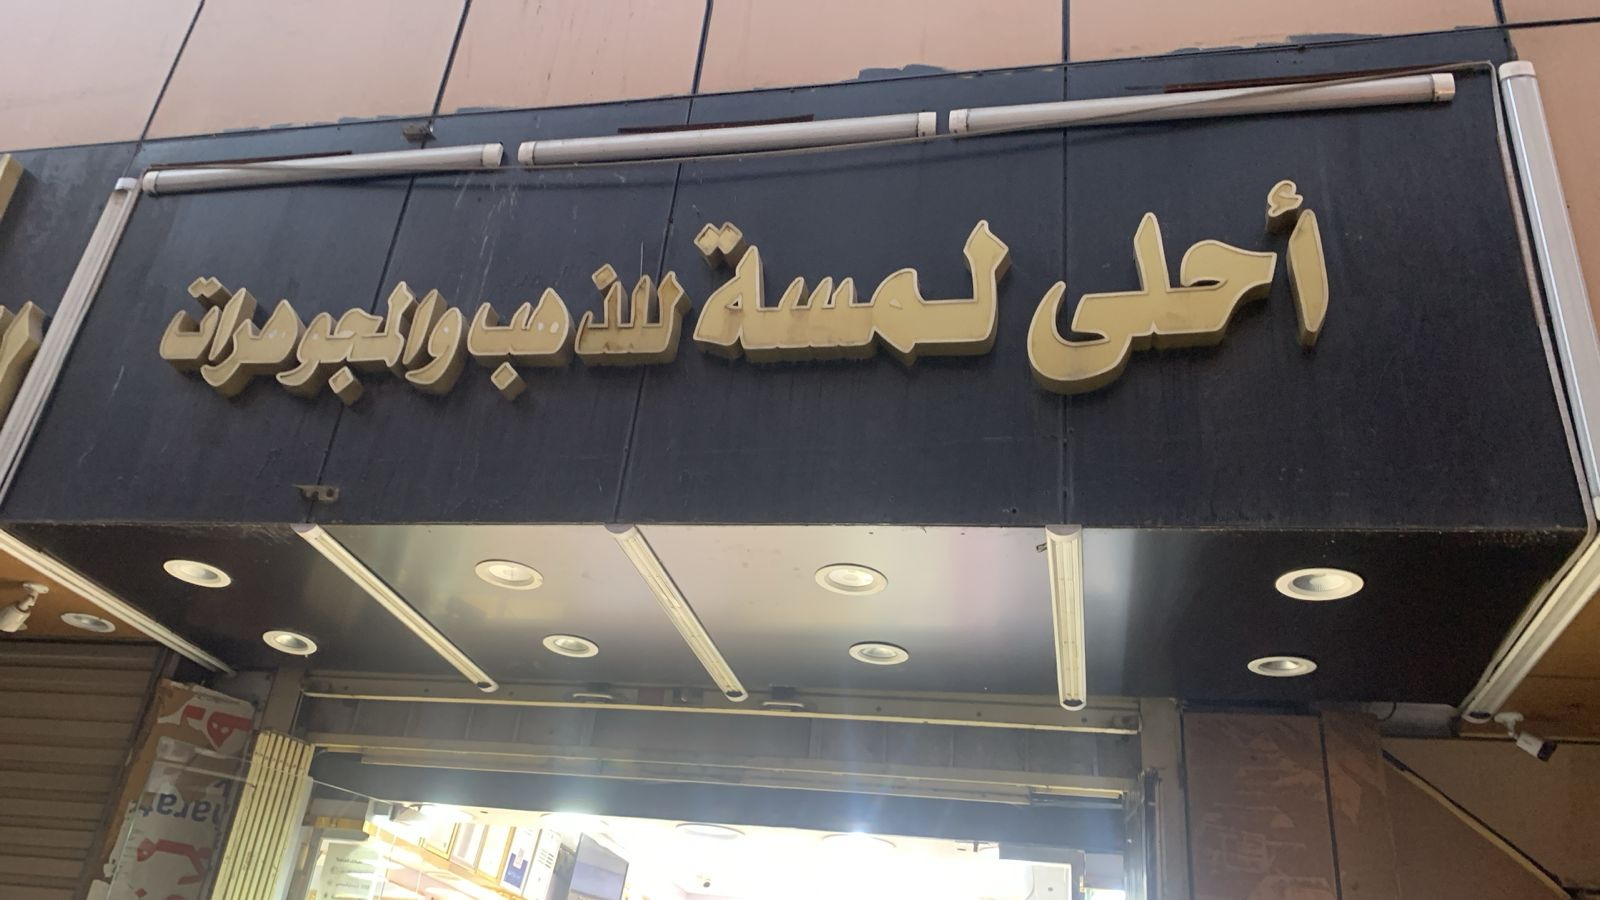 أحلى لمسة للذهب والمجوهرات